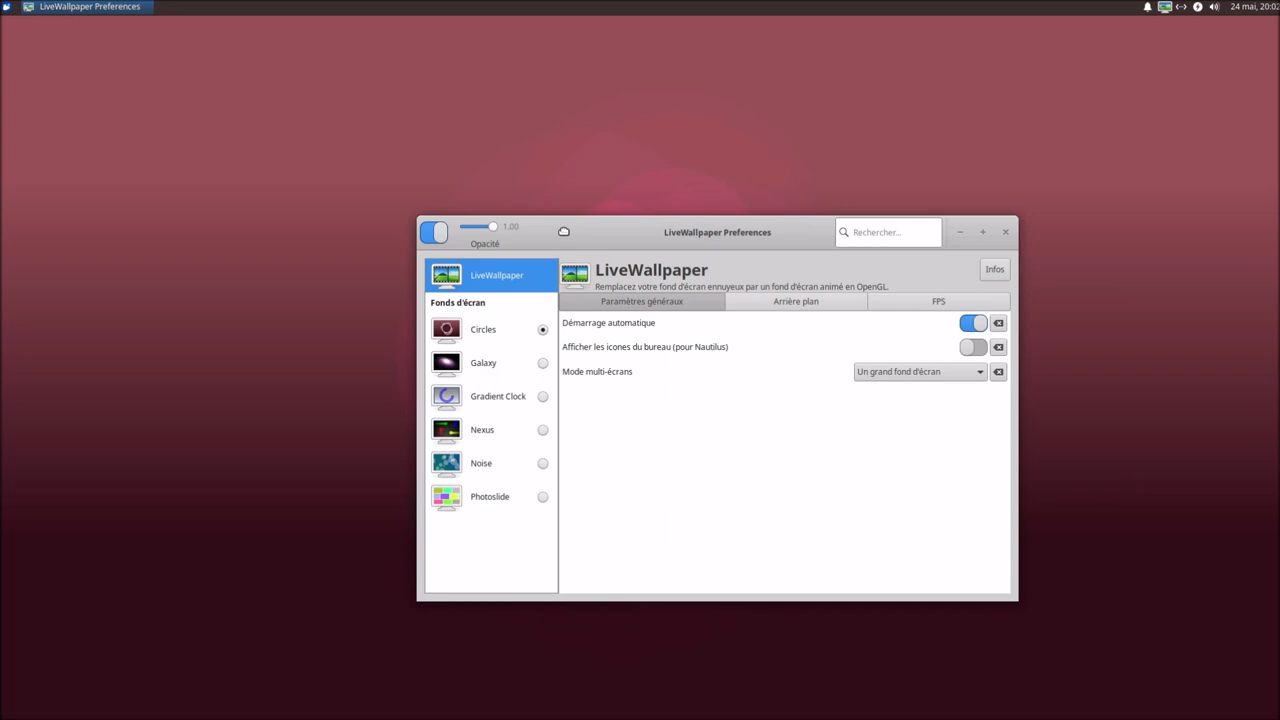 LiveWallpaper Preferences
24 mai, 20:02
1.00
Opacité
LiveWallpaper Preferences
Rechercher...
LiveWallpaper
LiveWallpaper
Remplacez votre fond d'écran ennuyeux par un fond d'écran animé en OpenGL.
Infos
Fonds d'écran
Circles
Galaxy
Gradient Clock
Nexus
Noise
Photoslide
Paramètres généraux
Arrière plan
FPS
Démarrage automatique
Afficher les icones du bureau (pour Nautilus)
Mode multi-écrans
Un grand fond d'écran